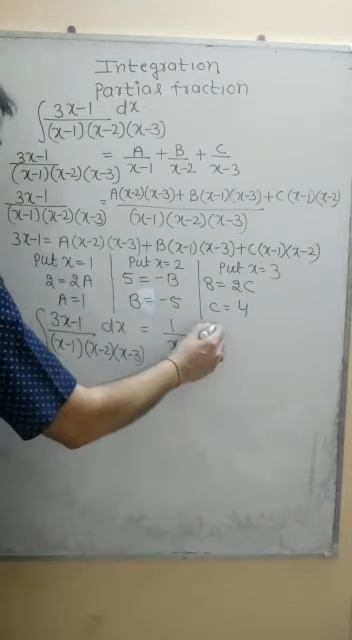 Integration
Partial fraction
∫ 3x-1 / (x-1)(x-2)(x-3) dx
3x-1 / (x-1)(x-2)(x-3) = A / x-1 + B / x-2 + C / x-3
3x-1 / (x-1)(x-2)(x-3) = A(x-2)(x-3) + B(x-1)(x-3) + C(x-1)(x-2) / (x-1)(x-2)(x-3)
3x-1 = A(x-2)(x-3) + B(x-1)(x-3) + C(x-1)(x-2)
Put x = 1 | Put x = 2 | Put x = 3
2 = 2A | 5 = -B | 8 = 2C
A = 1 | B = -5 | C = 4
∫ 3x-1 / (x-1)(x-2)(x-3) dx = 1 / x